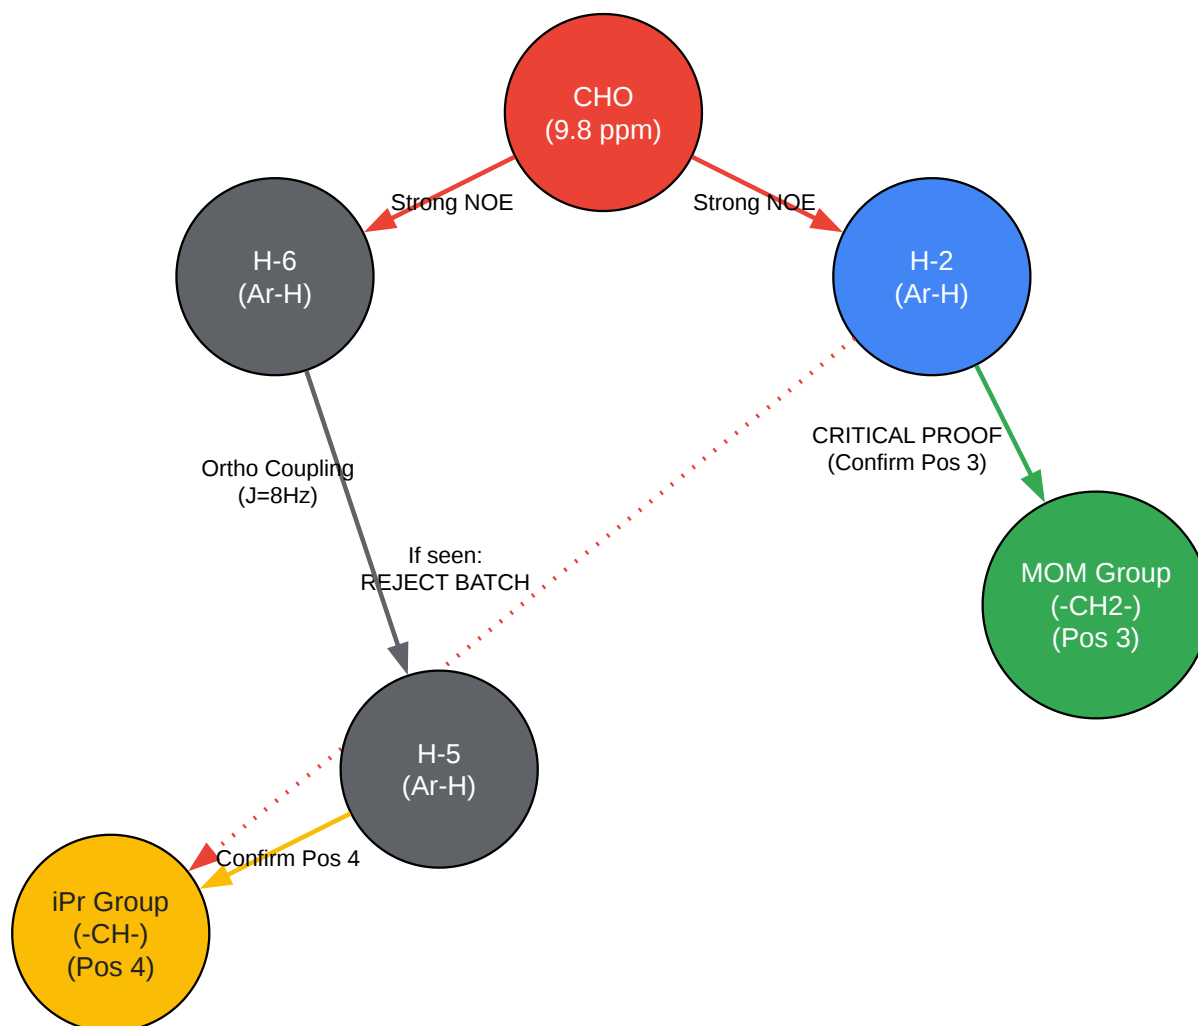 CHO
(9.8 ppm)
Strong NOE
Strong NOE
H-6
(Ar-H)
H-2
(Ar-H)
CRITICAL PROOF
(Confirm Pos 3)
Ortho Coupling
(J=8Hz)
If seen:
REJECT BATCH
MOM Group
(-CH2-)
(Pos 3)
H-5
(Ar-H)
Confirm Pos 4
iPr Group
(-CH-)
(Pos 4)